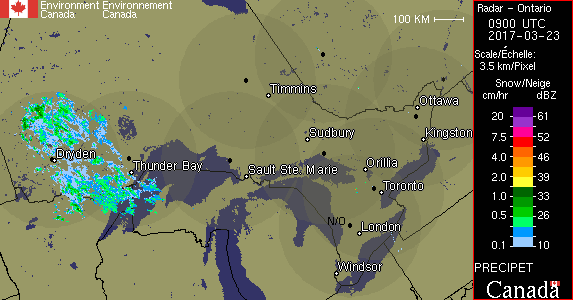 Environment Environnement
Canada Canada
100 KM
Timmins
Ottawa
Sudbury
Kingston
Dryden
Thunder Bay
Sault Ste. Marie
Orillia
Toronto
N/O
London
Windsor
Radar - Ontario
0900 UTC
2017-03-23
Scale/Échelle:
3.5 km/Pixel
Snow/Neige
cm/hr dBZ
20 61
7.5 52
4.0 46
2.0 39
1.0 33
0.5 26
0.1 10
PRECIPET
Canada